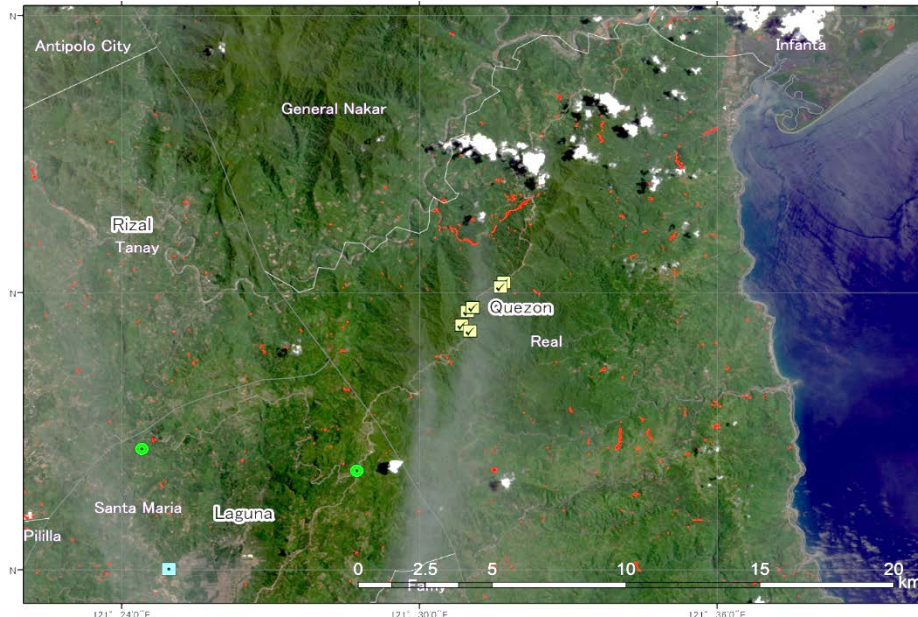 Antipolo City
Infanta
General Nakar
Rizal
Tanay
N
Quezon
Real
Santa Maria
Laguna
Pililla
N
0 2.5 5 10 15 20
km
Famy
121° 24'0"E
121° 30'0"E
121° 36'0"E